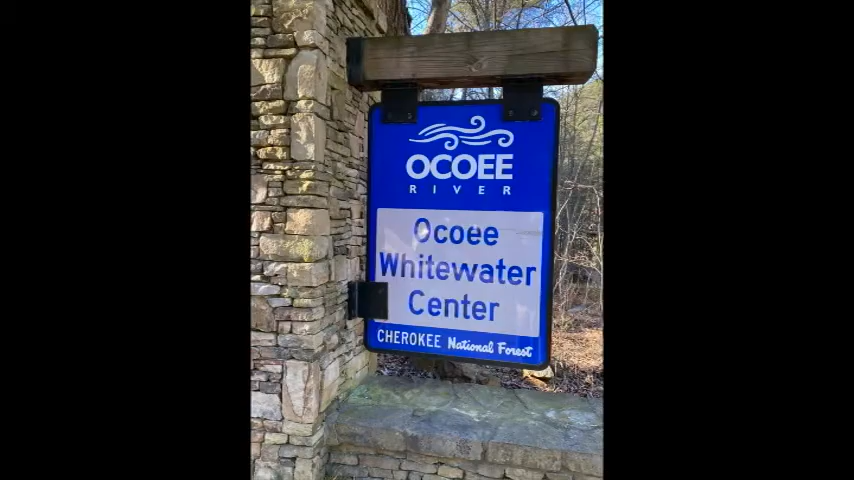 OCOEE
RIVER
Ocoee
Whitewater
Center
CHEROKEE National Forest